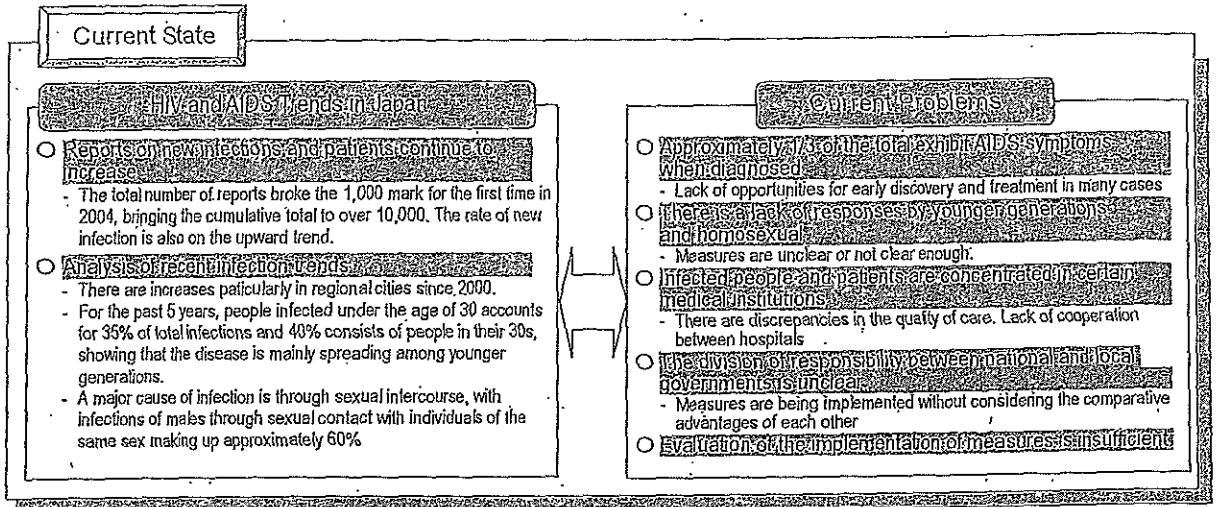 Current State
HIV and AIDS Trends in Japan
○ Reports on new infections and patients continue to
increase
- The total number of reports broke the 1,000 mark for the first time in
2004, bringing the cumulative total to over 10,000. The rate of new
infection is also on the upward trend.
○ Analysis of recent infection trends
- There are increases paticularly in regional cities since 2000.
- For the past 5 years, people infected under the age of 30 accounts
for 35% of total infections and 40% consists of people in their 30s,
showing that the disease is mainly spreading among younger
generations.
- A major cause of infection is through sexual intercourse, with
infections of males through sexual contact with individuals of the
same sex making up approximately 60%
Current Problems
○ Approximately 1/3 of the total exhibit AIDS symptoms
when diagnosed
- Lack of opportunities for early discovery and treatment in many cases
○ There is a lack of responses by younger generations
and homosexual
- Measures are unclear or not clear enough.
○ Infected people and patients are concentrated in certain
medical institutions
- There are discrepancies in the quality of care. Lack of cooperation
between hospitals
○ The division of responsibility between national and local
governments is unclear.
- Measures are being implemented without considering the comparative
advantages of each other
○ Evaluation of the implementation of measures is insufficient